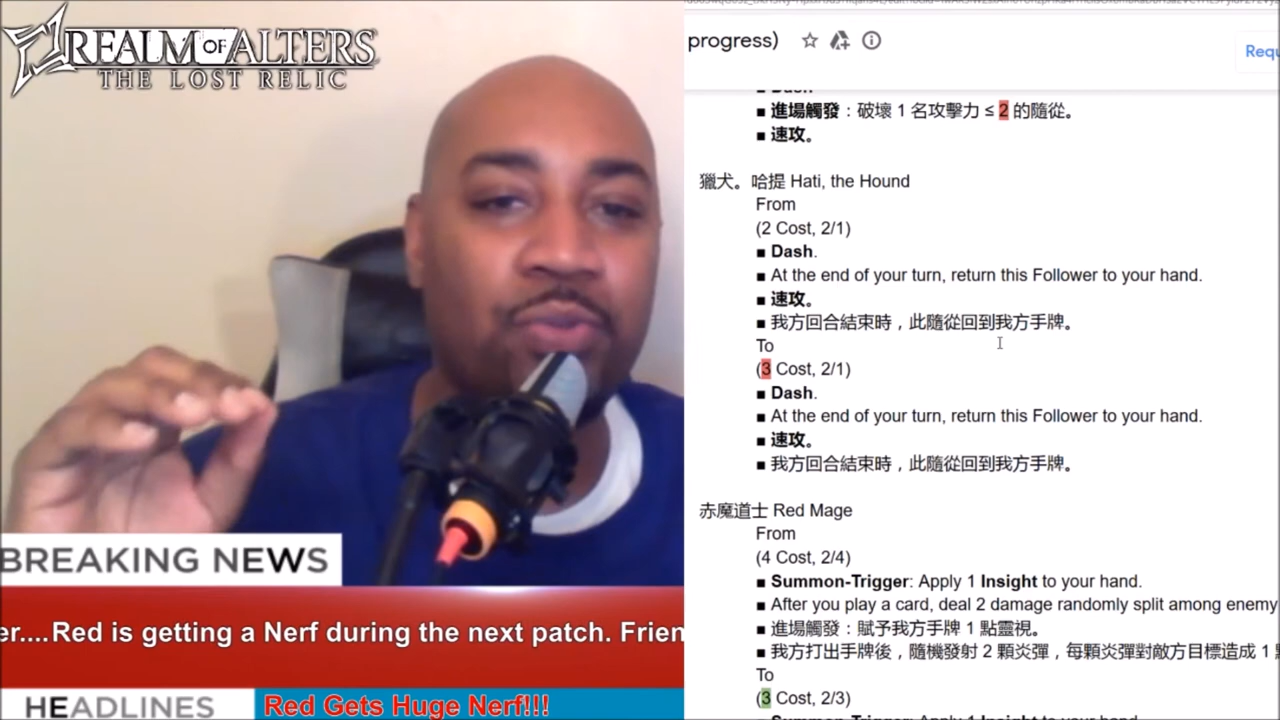 REALM OF ALTERS
THE LOST RELIC
BREAKING NEWS
er....Red is getting a Nerf during the next patch. Frien
HEADLINES
Red Gets Huge Nerf!!!
progress)
Requ
■ Dash
■ 進場觸發：破壞 1 名攻擊力 ≤ 2 的隨從。
■ 速攻。
獵犬。哈提 Hati, the Hound
From
(2 Cost, 2/1)
■ Dash.
■ At the end of your turn, return this Follower to your hand.
■ 速攻。
■ 我方回合結束時，此隨從回到我方手牌。
To
(3 Cost, 2/1)
■ Dash.
■ At the end of your turn, return this Follower to your hand.
■ 速攻。
■ 我方回合結束時，此隨從回到我方手牌。
赤魔道士 Red Mage
From
(4 Cost, 2/4)
■ Summon-Trigger: Apply 1 Insight to your hand.
■ After you play a card, deal 2 damage randomly split among enemy
■ 進場觸發：賦予我方手牌 1 點靈視。
■ 我方打出手牌後，隨機發射 2 顆炎彈，每顆炎彈對敵方目標造成 1
To
(3 Cost, 2/3)
■ Summon-Trigger: Apply 1 Insight to your hand.